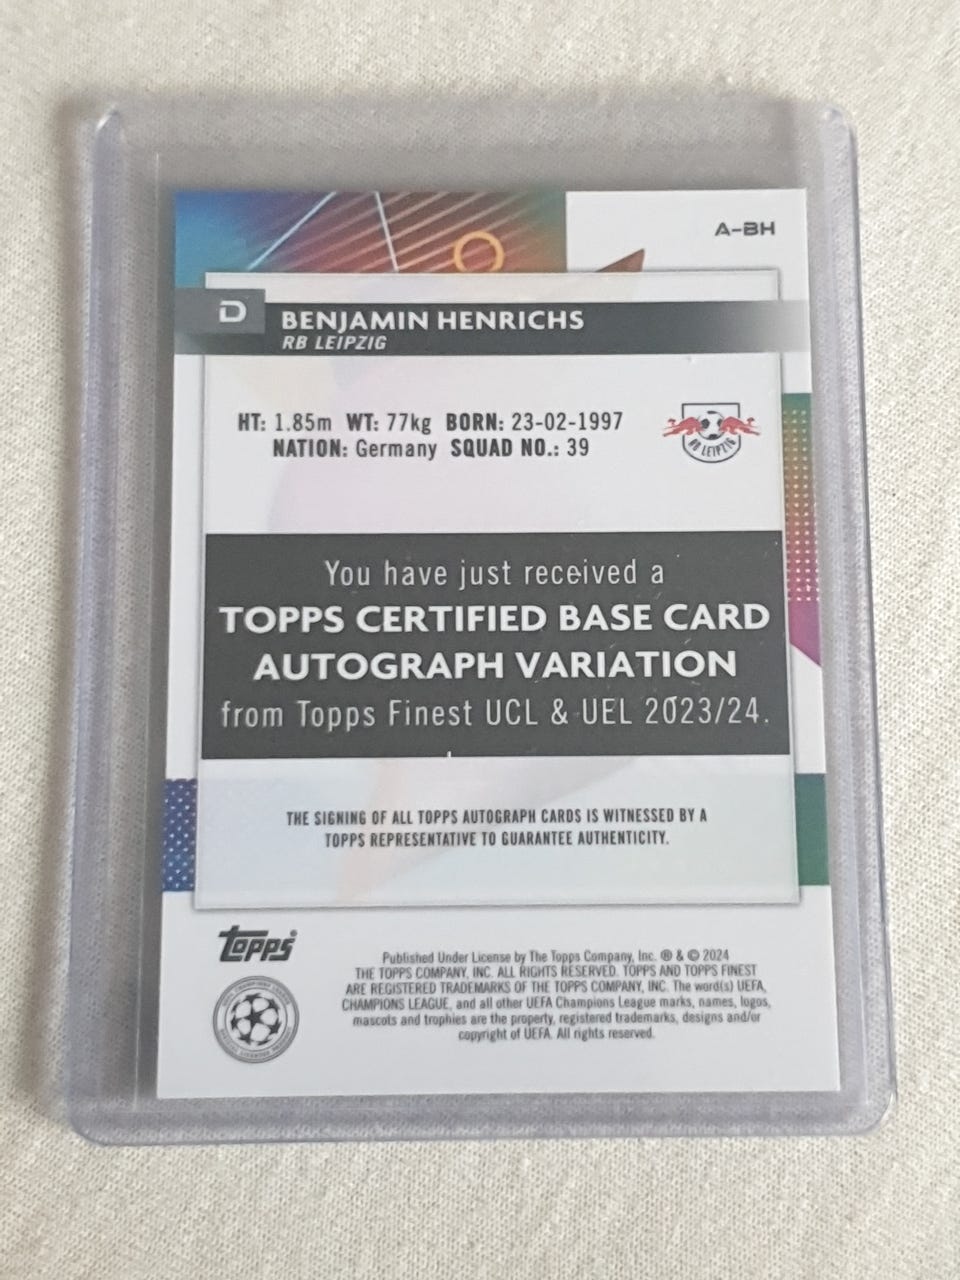 A-BH
D
BENJAMIN HENRICHS
RB LEIPZIG
HT: 1.85m WT: 77kg BORN: 23-02-1997
NATION: Germany SQUAD NO.: 39
RB LEIPZIG
You have just received a
TOPPS CERTIFIED BASE CARD
AUTOGRAPH VARIATION
from Topps Finest UCL & UEL 2023/24.
THE SIGNING OF ALL TOPPS AUTOGRAPH CARDS IS WITNESSED BY A
TOPPS REPRESENTATIVE TO GUARANTEE AUTHENTICITY.
Topps
Published Under License by The Topps Company, Inc. ® & © 2024
THE TOPPS COMPANY, INC. ALL RIGHTS RESERVED. TOPPS AND TOPPS FINEST
ARE REGISTERED TRADEMARKS OF THE TOPPS COMPANY, INC. The word(s) UEFA,
CHAMPIONS LEAGUE, and all other UEFA Champions League marks, names, logos,
mascots and trophies are the property, registered trademarks, designs and/or
copyright of UEFA. All rights reserved.